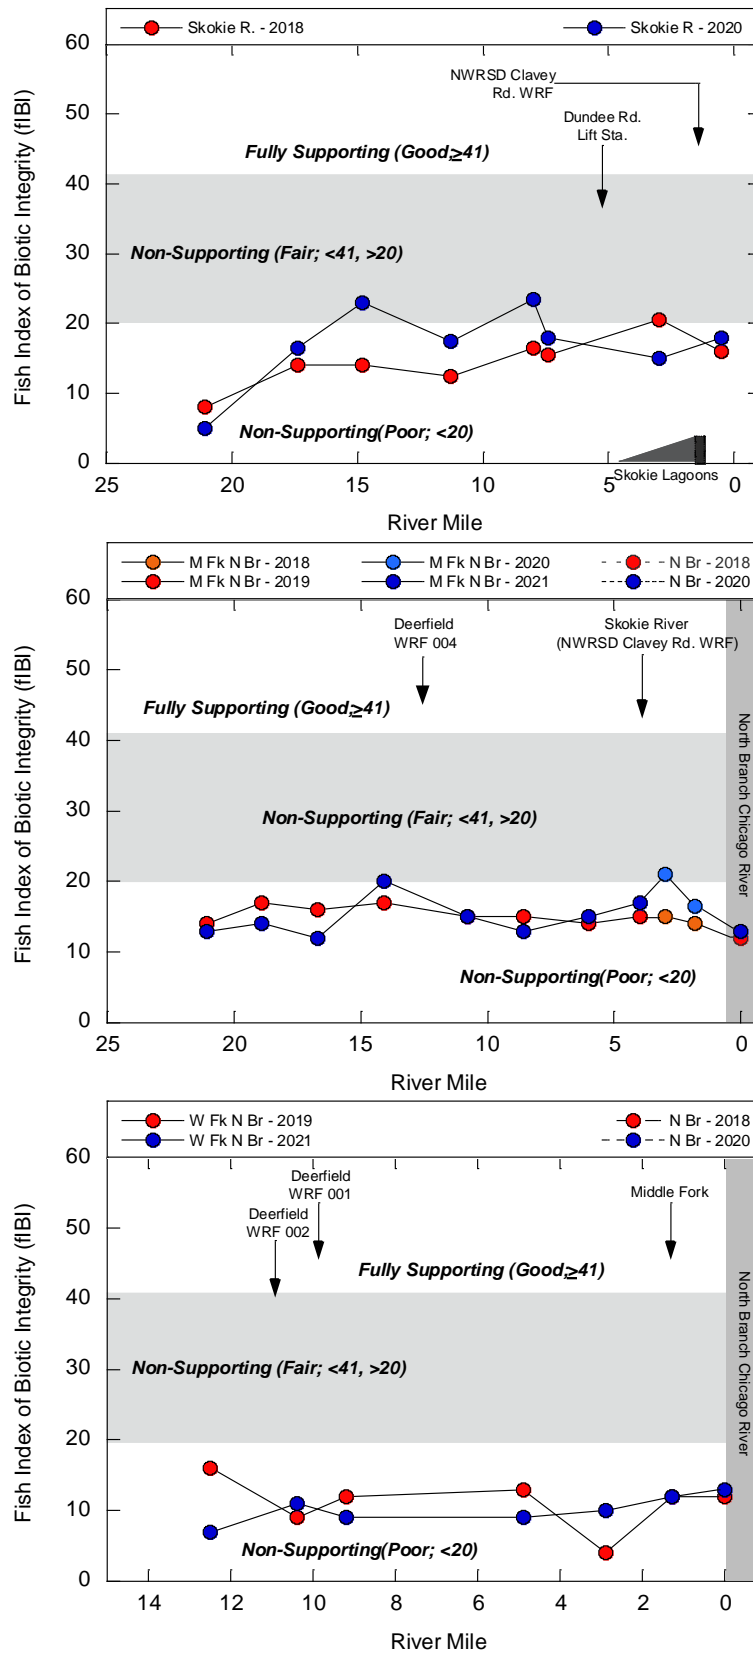 Skokie R. - 2018
Skokie R - 2020
60
50
40
30
20
10
0
Fish Index of Biotic Integrity (fIBI)
NWRSD Clavey
Rd. WRF
Dundee Rd.
Lift Sta.
Fully Supporting (Good;≥41)
Non-Supporting (Fair; <41, >20)
Non-Supporting(Poor; <20)
Skokie Lagoons
25 20 15 10 5 0
River Mile
M Fk N Br - 2018
M Fk N Br - 2020
N Br - 2018
M Fk N Br - 2019
M Fk N Br - 2021
N Br - 2020
60
50
40
30
20
10
0
Fish Index of Biotic Integrity (fIBI)
Deerfield
WRF 004
Skokie River
(NWRSD Clavey Rd. WRF)
Fully Supporting (Good;≥41)
Non-Supporting (Fair; <41, >20)
Non-Supporting(Poor; <20)
North Branch Chicago River
25 20 15 10 5 0
River Mile
W Fk N Br - 2019
N Br - 2018
W Fk N Br - 2021
N Br - 2020
60
50
40
30
20
10
0
Fish Index of Biotic Integrity (fIBI)
Deerfield
WRF 001
Deerfield
WRF 002
Middle Fork
Fully Supporting (Good;≥41)
Non-Supporting (Fair; <41, >20)
Non-Supporting(Poor; <20)
North Branch Chicago River
14 12 10 8 6 4 2 0
River Mile